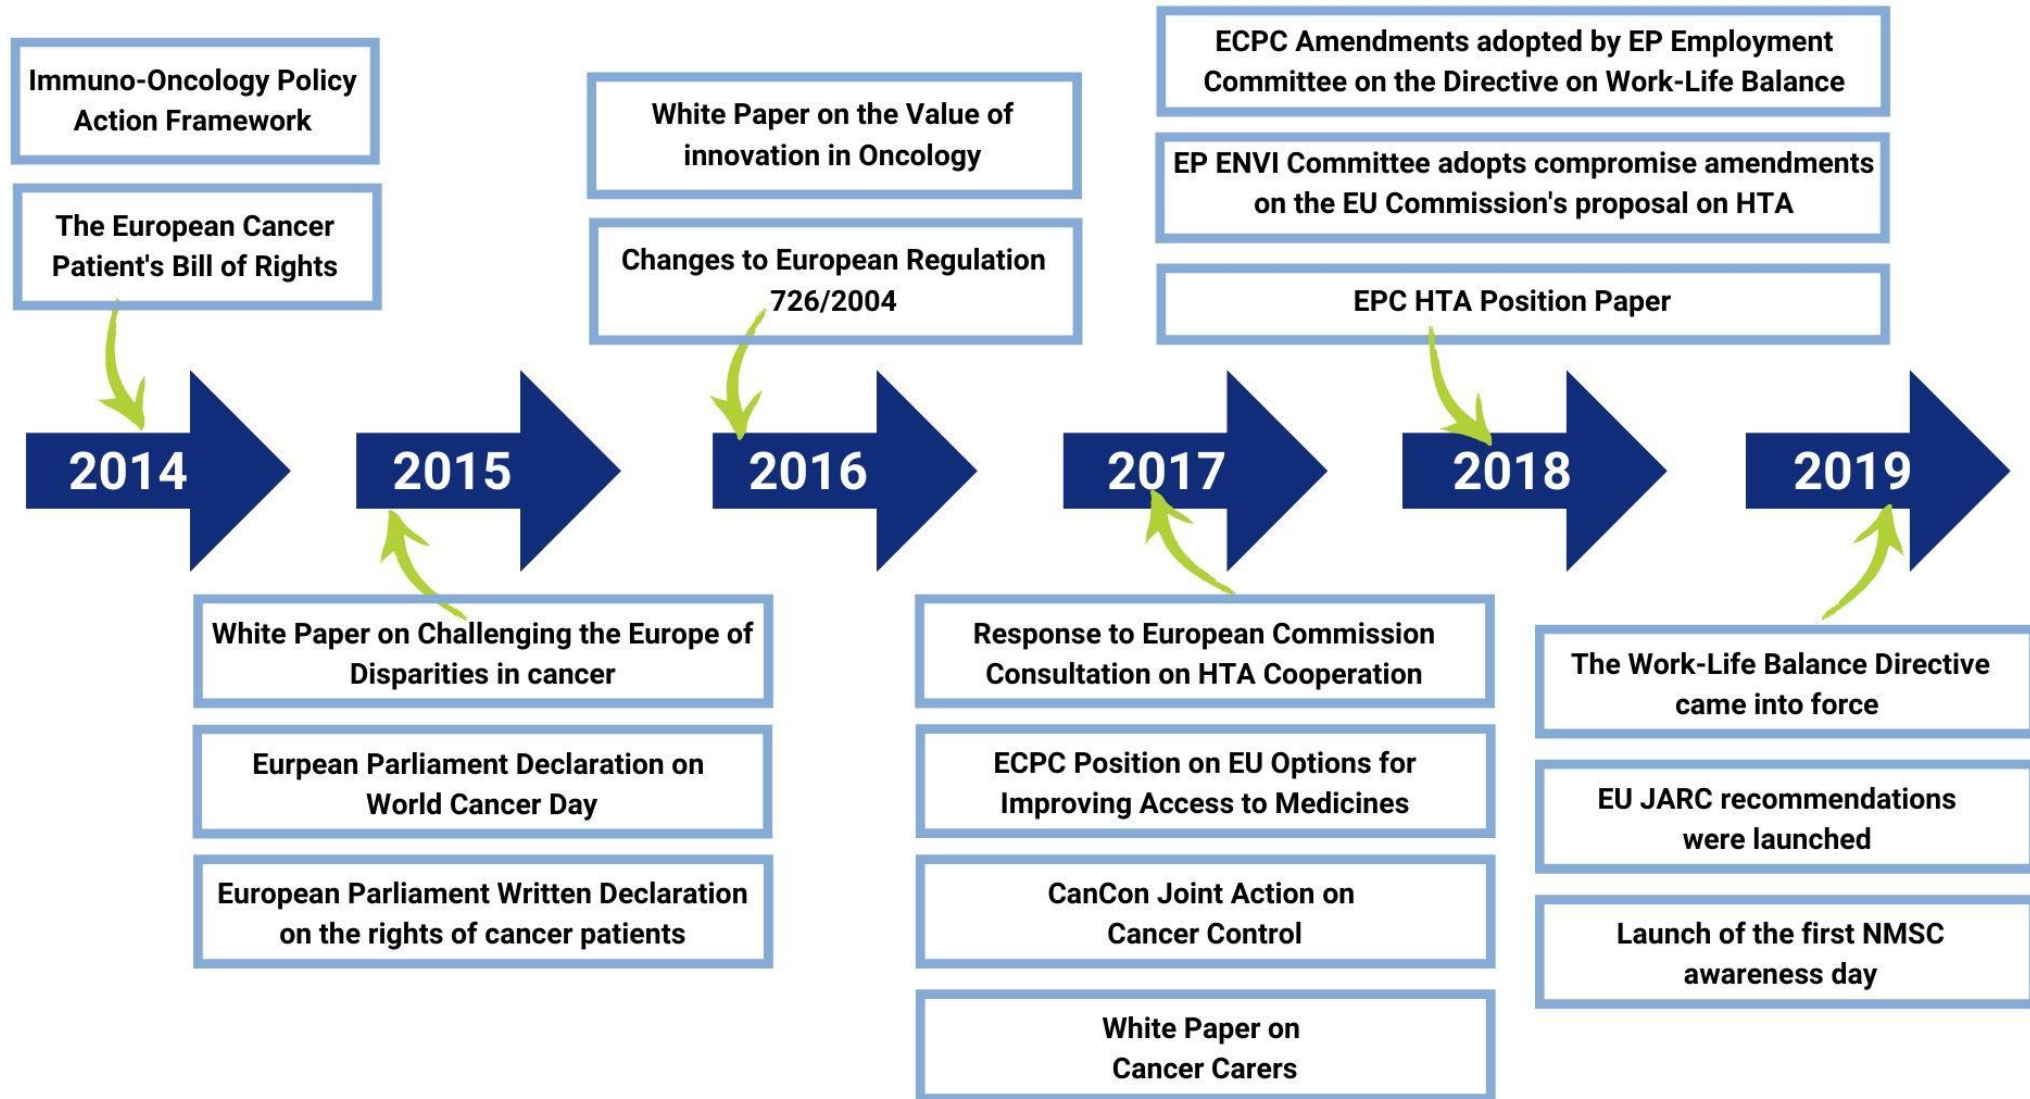 Immuno-Oncology Policy
Action Framework
The European Cancer
Patient's Bill of Rights
White Paper on the Value of
innovation in Oncology
Changes to European Regulation
726/2004
ECPC Amendments adopted by EP Employment
Committee on the Directive on Work-Life Balance
EP ENVI Committee adopts compromise amendments
on the EU Commission's proposal on HTA
EPC HTA Position Paper
2014
2015
2016
2017
2018
2019
White Paper on Challenging the Europe of
Disparities in cancer
Eurpean Parliament Declaration on
World Cancer Day
European Parliament Written Declaration
on the rights of cancer patients
Response to European Commission
Consultation on HTA Cooperation
ECPC Position on EU Options for
Improving Access to Medicines
CanCon Joint Action on
Cancer Control
White Paper on
Cancer Carers
The Work-Life Balance Directive
came into force
EU JARC recommendations
were launched
Launch of the first NMSC
awareness day